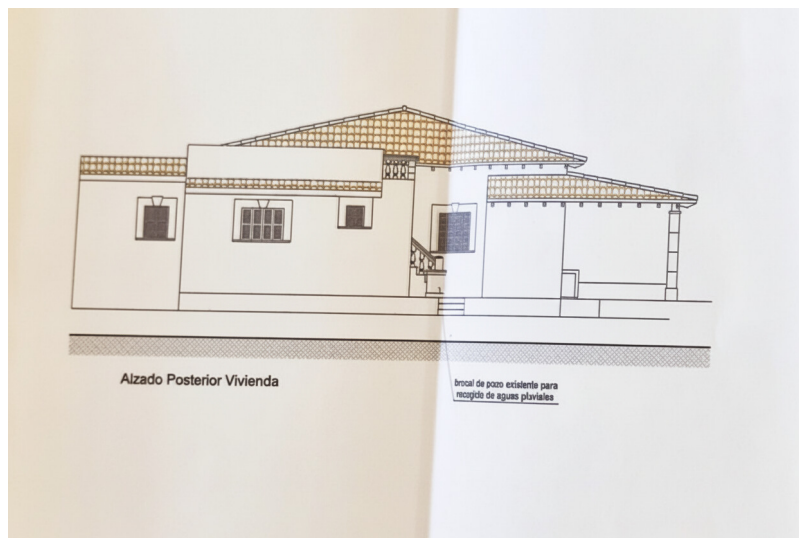 Alzado Posterior Vivienda
brocal de pozo existente para
recogida de aguas pluviales